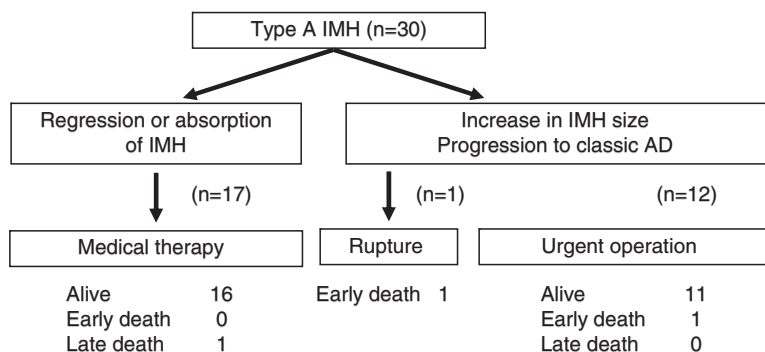 Type A IMH (n=30)
Regression or absorption
of IMH
Increase in IMH size
Progression to classic AD
(n=17)
(n=1)
(n=12)
Medical therapy
Rupture
Urgent operation
Alive 16
Early death 0
Late death 1
Early death 1
Alive 11
Early death 1
Late death 0